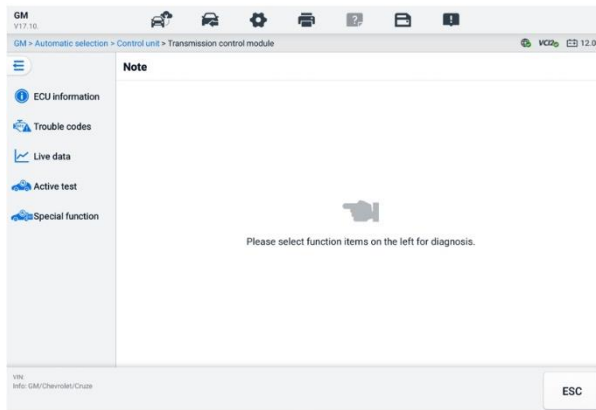 GM
V17.10.
GM > Automatic selection > Control unit > Transmission control module
VCI 12.0
Note
ECU information
Trouble codes
Live data
Active test
Special function
Please select function items on the left for diagnosis.
VIN:
Info: GM/Chevrolet/Cruze
ESC